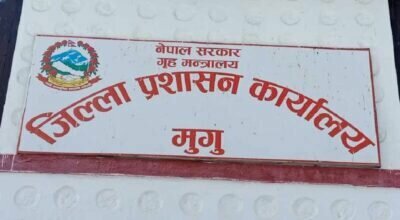 नेपाल सरकार
गृह मन्त्रालय
जिल्ला प्रशासन कार्यालय
मुगु